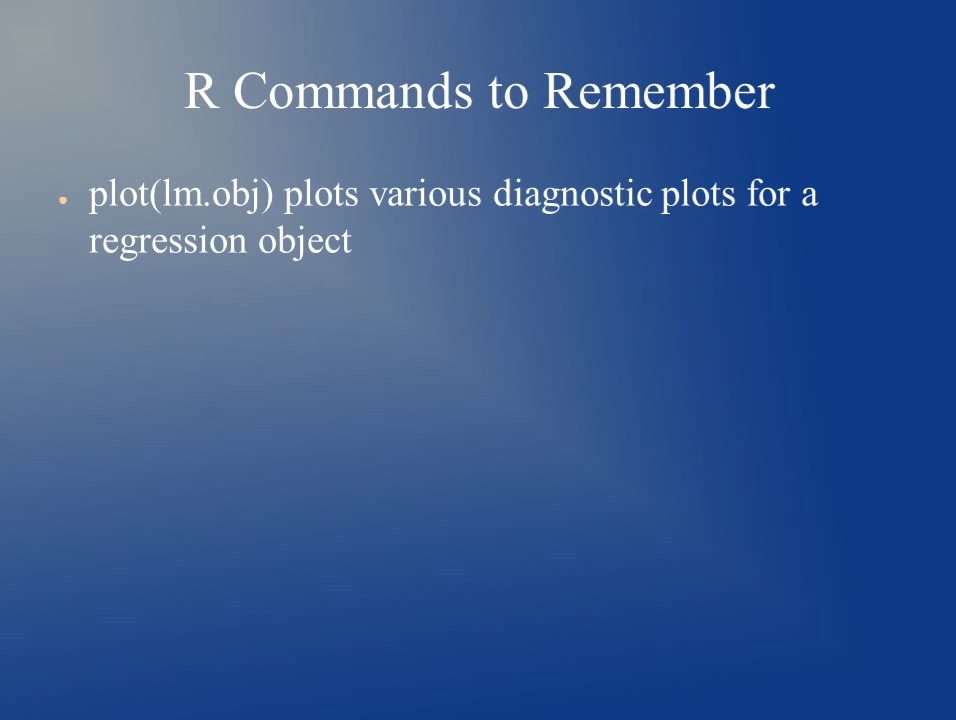 R Commands to Remember
● plot(lm.obj) plots various diagnostic plots for a
regression object